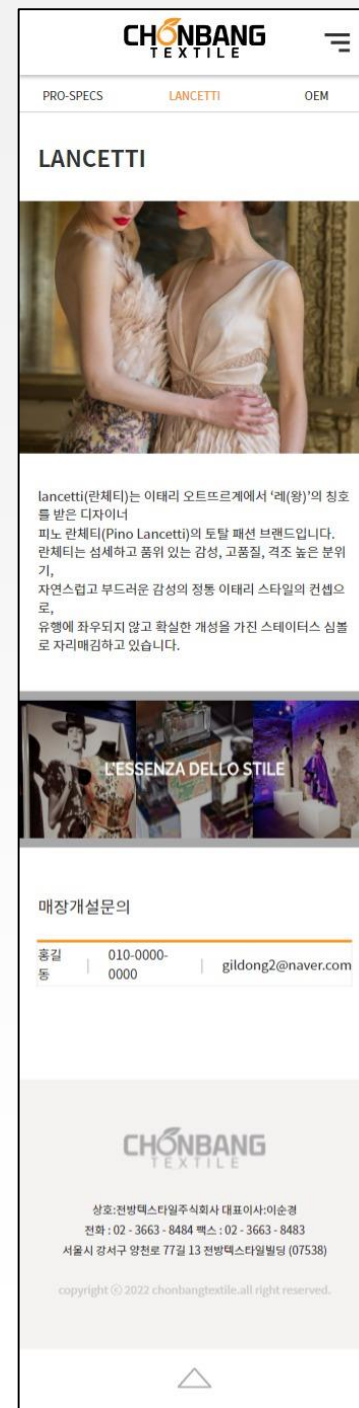 CHONBANG
TEXTILE
PRO-SPECS LANCETTI OEM
LANCETTI
lancetti(란체티)는 이태리 오트뜨르계에서 ‘레(왕)’의 칭호
를 받은 디자이너
피노 란체티(Pino Lancetti)의 토탈 패션 브랜드입니다.
란체티는 섬세하고 품위 있는 감성, 고품질, 격조 높은 분위
기,
자연스럽고 부드러운 감성의 정통 이태리 스타일의 컨셉으
로,
유행에 좌우되지 않고 확실한 개성을 가진 스테이터스 심볼
로 자리매김하고 있습니다.
L'ESSENZA DELLO STILE
매장개설문의
홍길
동 | 010-0000-
0000 | gildong2@naver.com
CHONBANG
TEXTILE
상호:전방텍스타일주식회사 대표이사:이순경
전화 : 02 - 3663 - 8484 팩스 : 02 - 3663 - 8483
서울시 강서구 양천로 77길 13 전방텍스타일빌딩 (07538)
copyright ⓒ 2022 chonbangtextile.all right reserved.